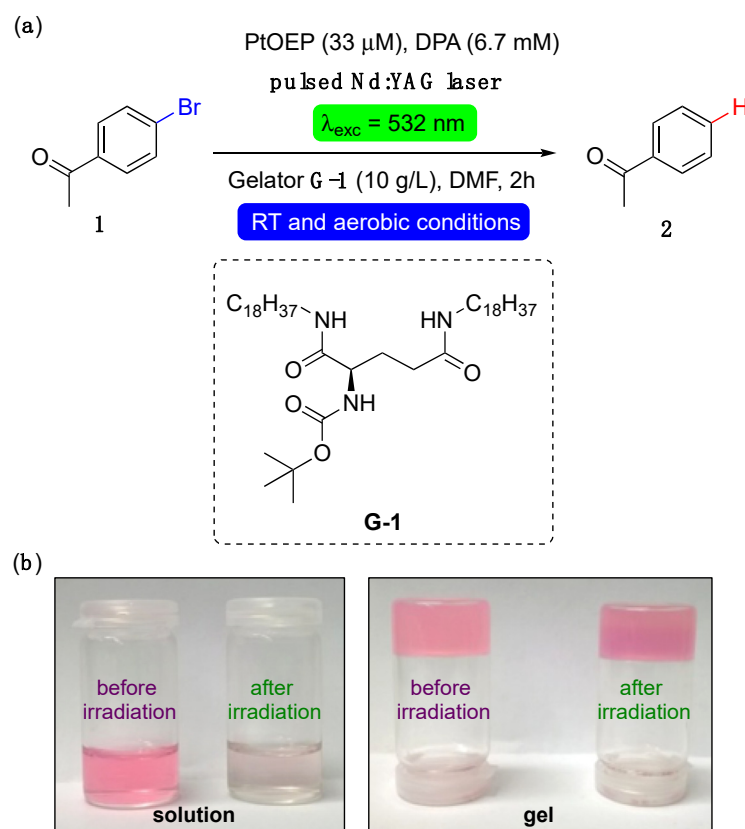 (a)
PtOEP (33 μM), DPA (6.7 mM)
pulsed Nd:YAG laser
λexc = 532 nm
Gelator G-1 (10 g/L), DMF, 2h
RT and aerobic conditions
Br
O
1
H
O
2
C18H37
NH
HN
C18H37
O
O
O
NH
O
G-1
(b)
before
irradiation
after
irradiation
solution
before
irradiation
after
irradiation
gel